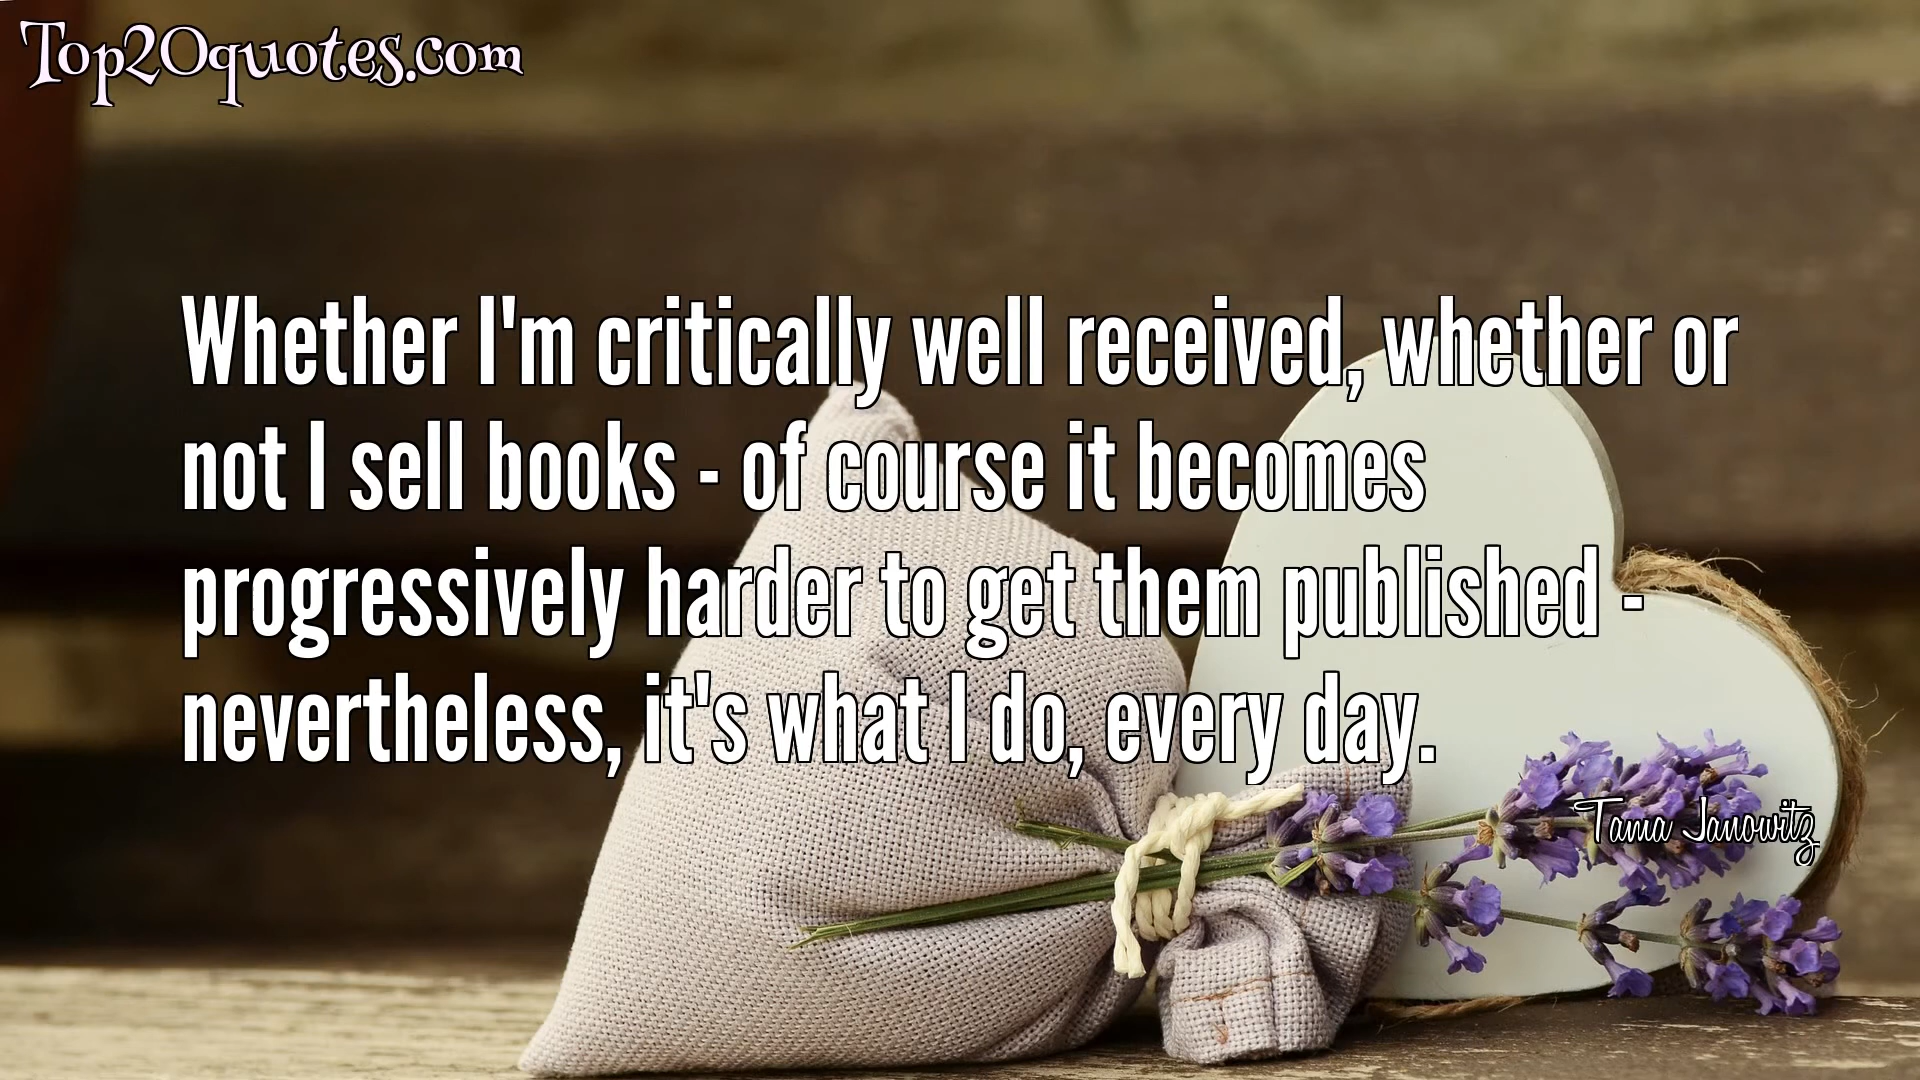 Top20quotes.com
Whether I'm critically well received, whether or
not I sell books - of course it becomes
progressively harder to get them published -
nevertheless, it's what I do, every day.
Tama Janowitz